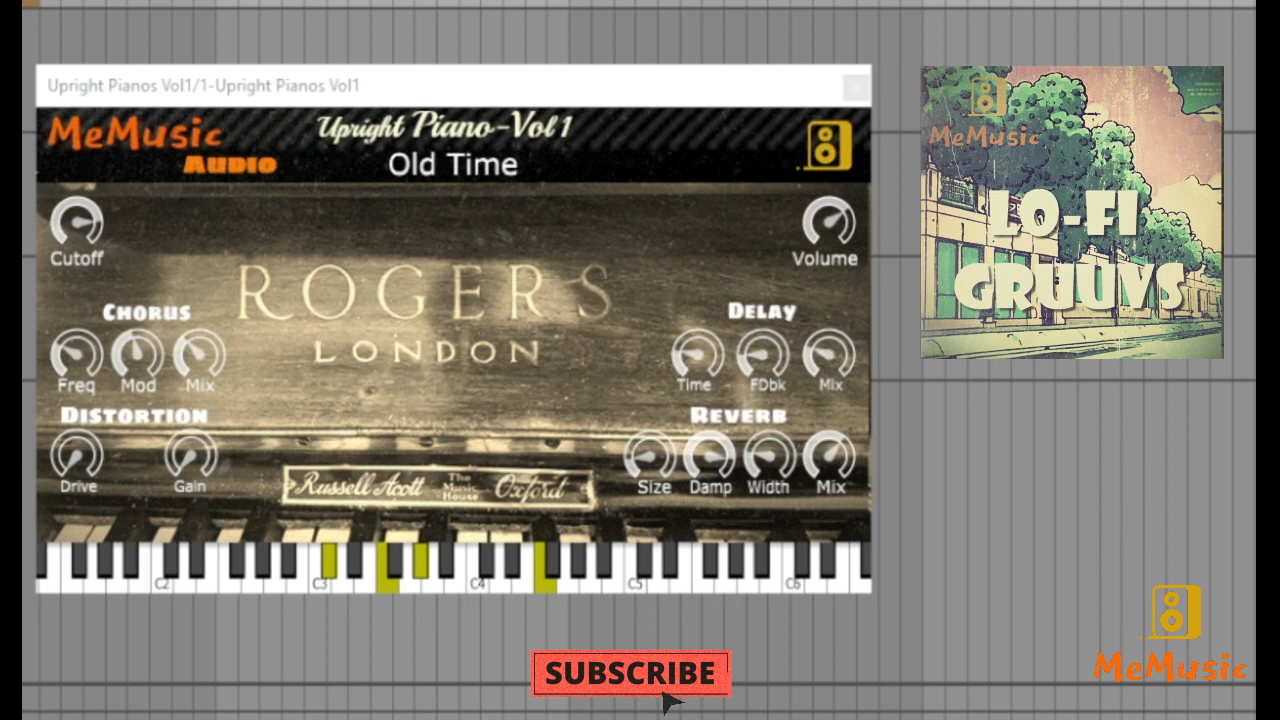 Upright Pianos Vol1/1-Upright Pianos Vol1
x
MeMusic
Audio
Upright Piano-Vol 1
Old Time
Cutoff
Volume
ROGERS
LONDON
Chorus
Freq
Mod
Mix
Delay
Time
FDbk
Mix
Distortion
Drive
Gain
Reverb
Size
Damp
Width
Mix
Russell Acott
The
Music
House
Oxford
C2
C3
C4
C5
C6
MeMusic
LO-FI
GRUUVS
SUBSCRIBE
MeMusic